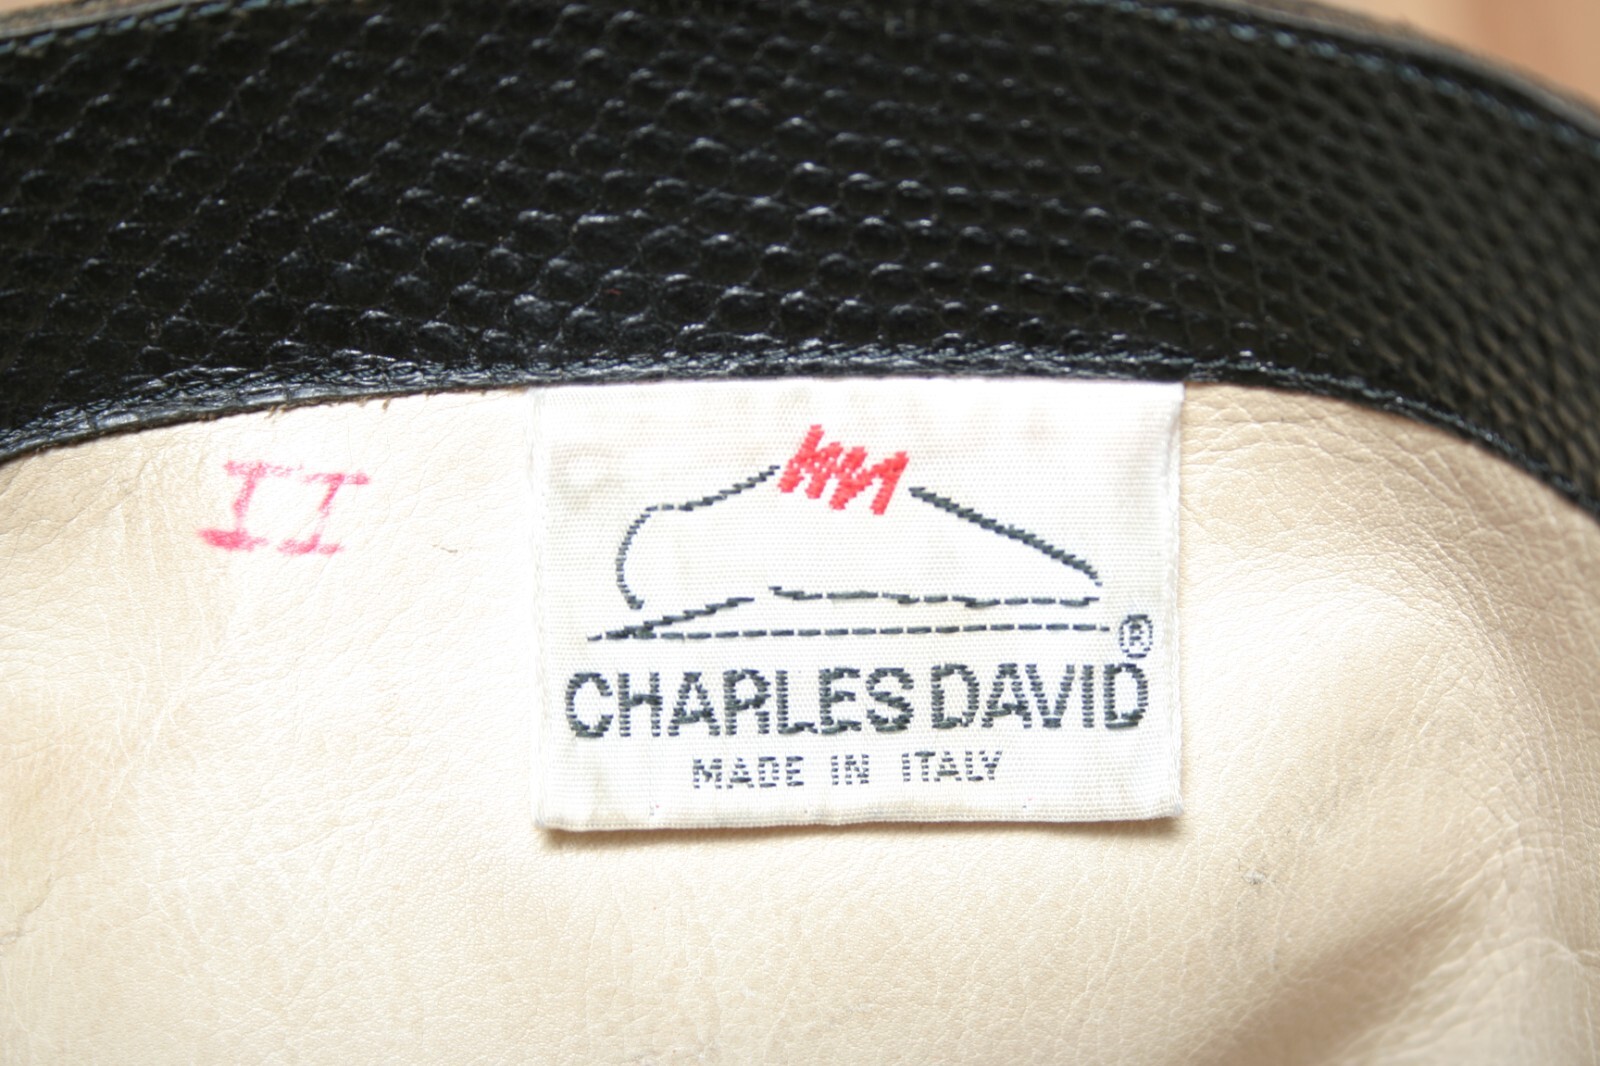 II
®
CHARLES DAVID
MADE IN ITALY